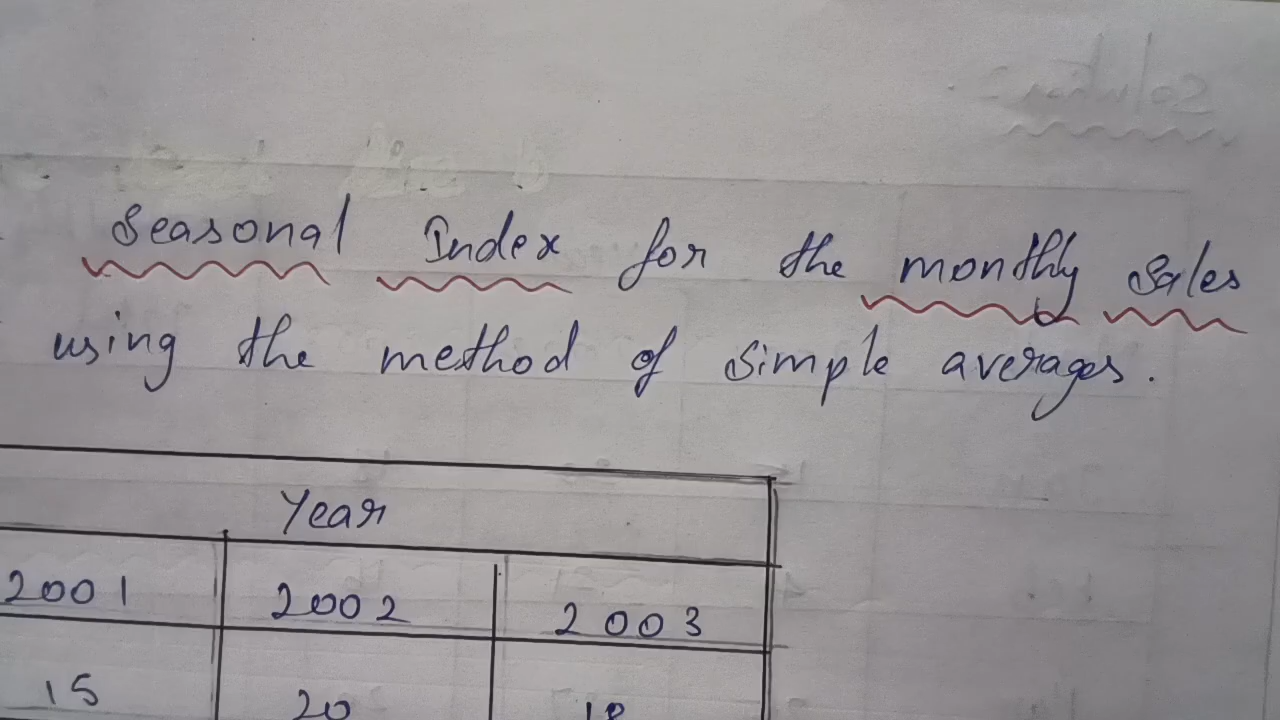 Seasonal Index for the monthly Sales
using the method of Simple averages.
Year
2001 2002 2003
15 20